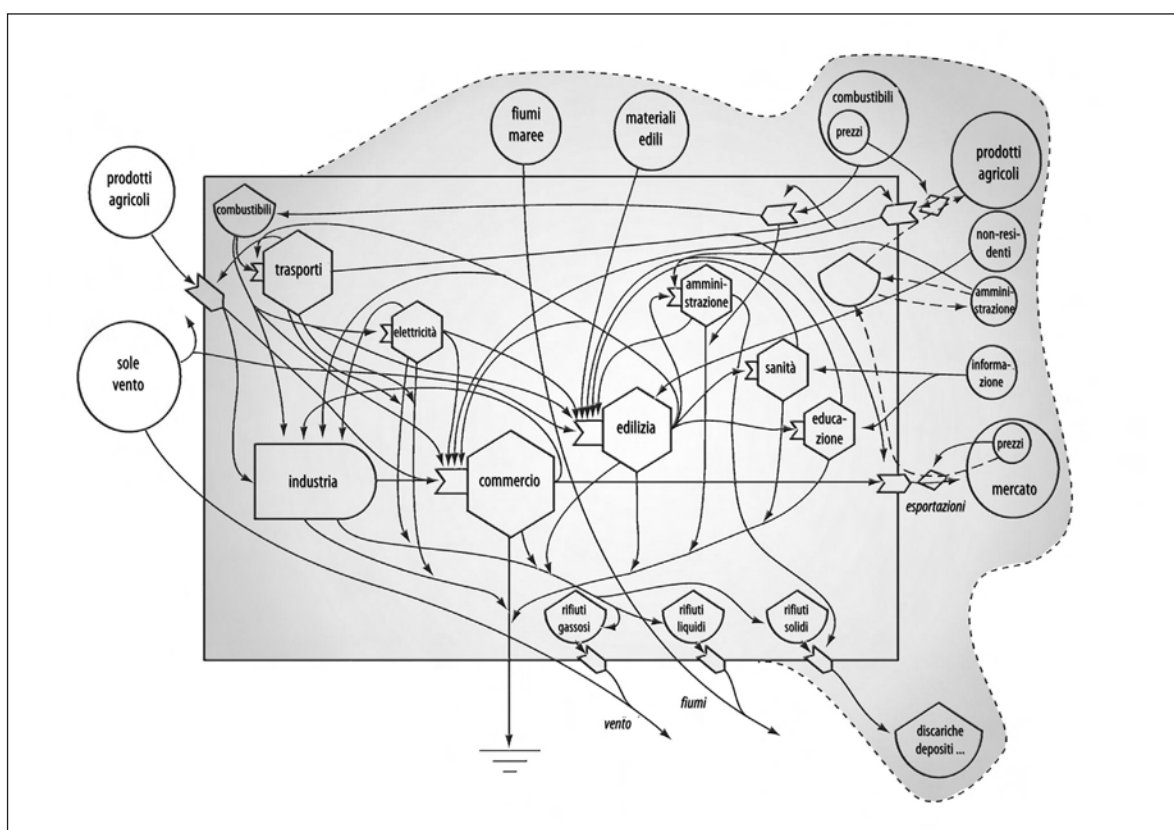 fiumi
maree
materiali
edili
combustibili
prezzi
prodotti
agricoli
prodotti
agricoli
combustibili
trasporti
non-resi-
denti
ammini-
strazione
ammini-
strazione
elettricità
sole
vento
sanità
informa-
zione
edilizia
educa-
zione
prezzi
mercato
industria
commercio
esportazioni
rifiuti
gassosi
rifiuti
liquidi
rifiuti
solidi
vento
fiumi
discariche
depositi ...